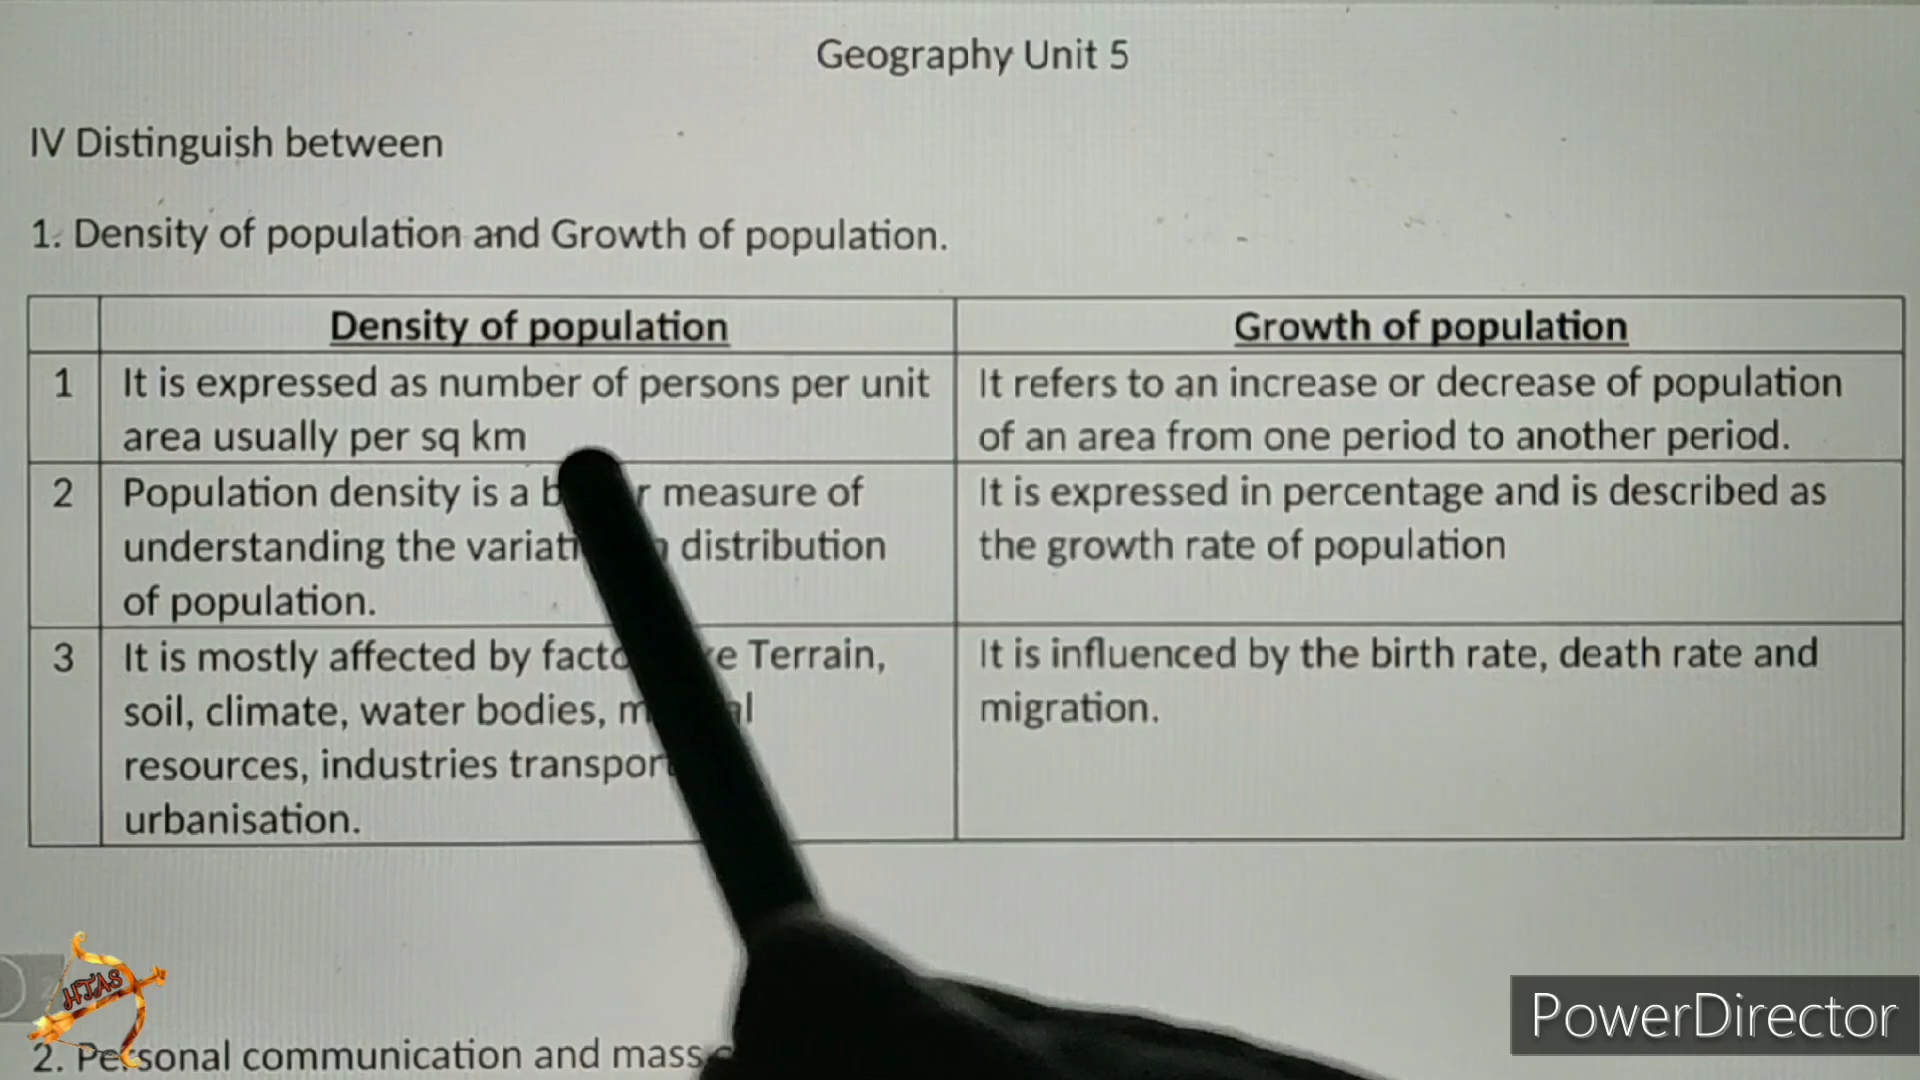 Geography Unit 5
IV Distinguish between
1. Density of population and Growth of population.
Density of population
Growth of population
1
It is expressed as number of persons per unit
area usually per sq km
It refers to an increase or decrease of population
of an area from one period to another period.
2
Population density is a measure of
understanding the distribution
of population.
It is expressed in percentage and is described as
the growth rate of population
3
It is mostly affected by Terrain,
soil, climate, water bodies,
resources, industries
urbanisation.
It is influenced by the birth rate, death rate and
migration.
HTAS
2. Personal communication and mass
PowerDirector